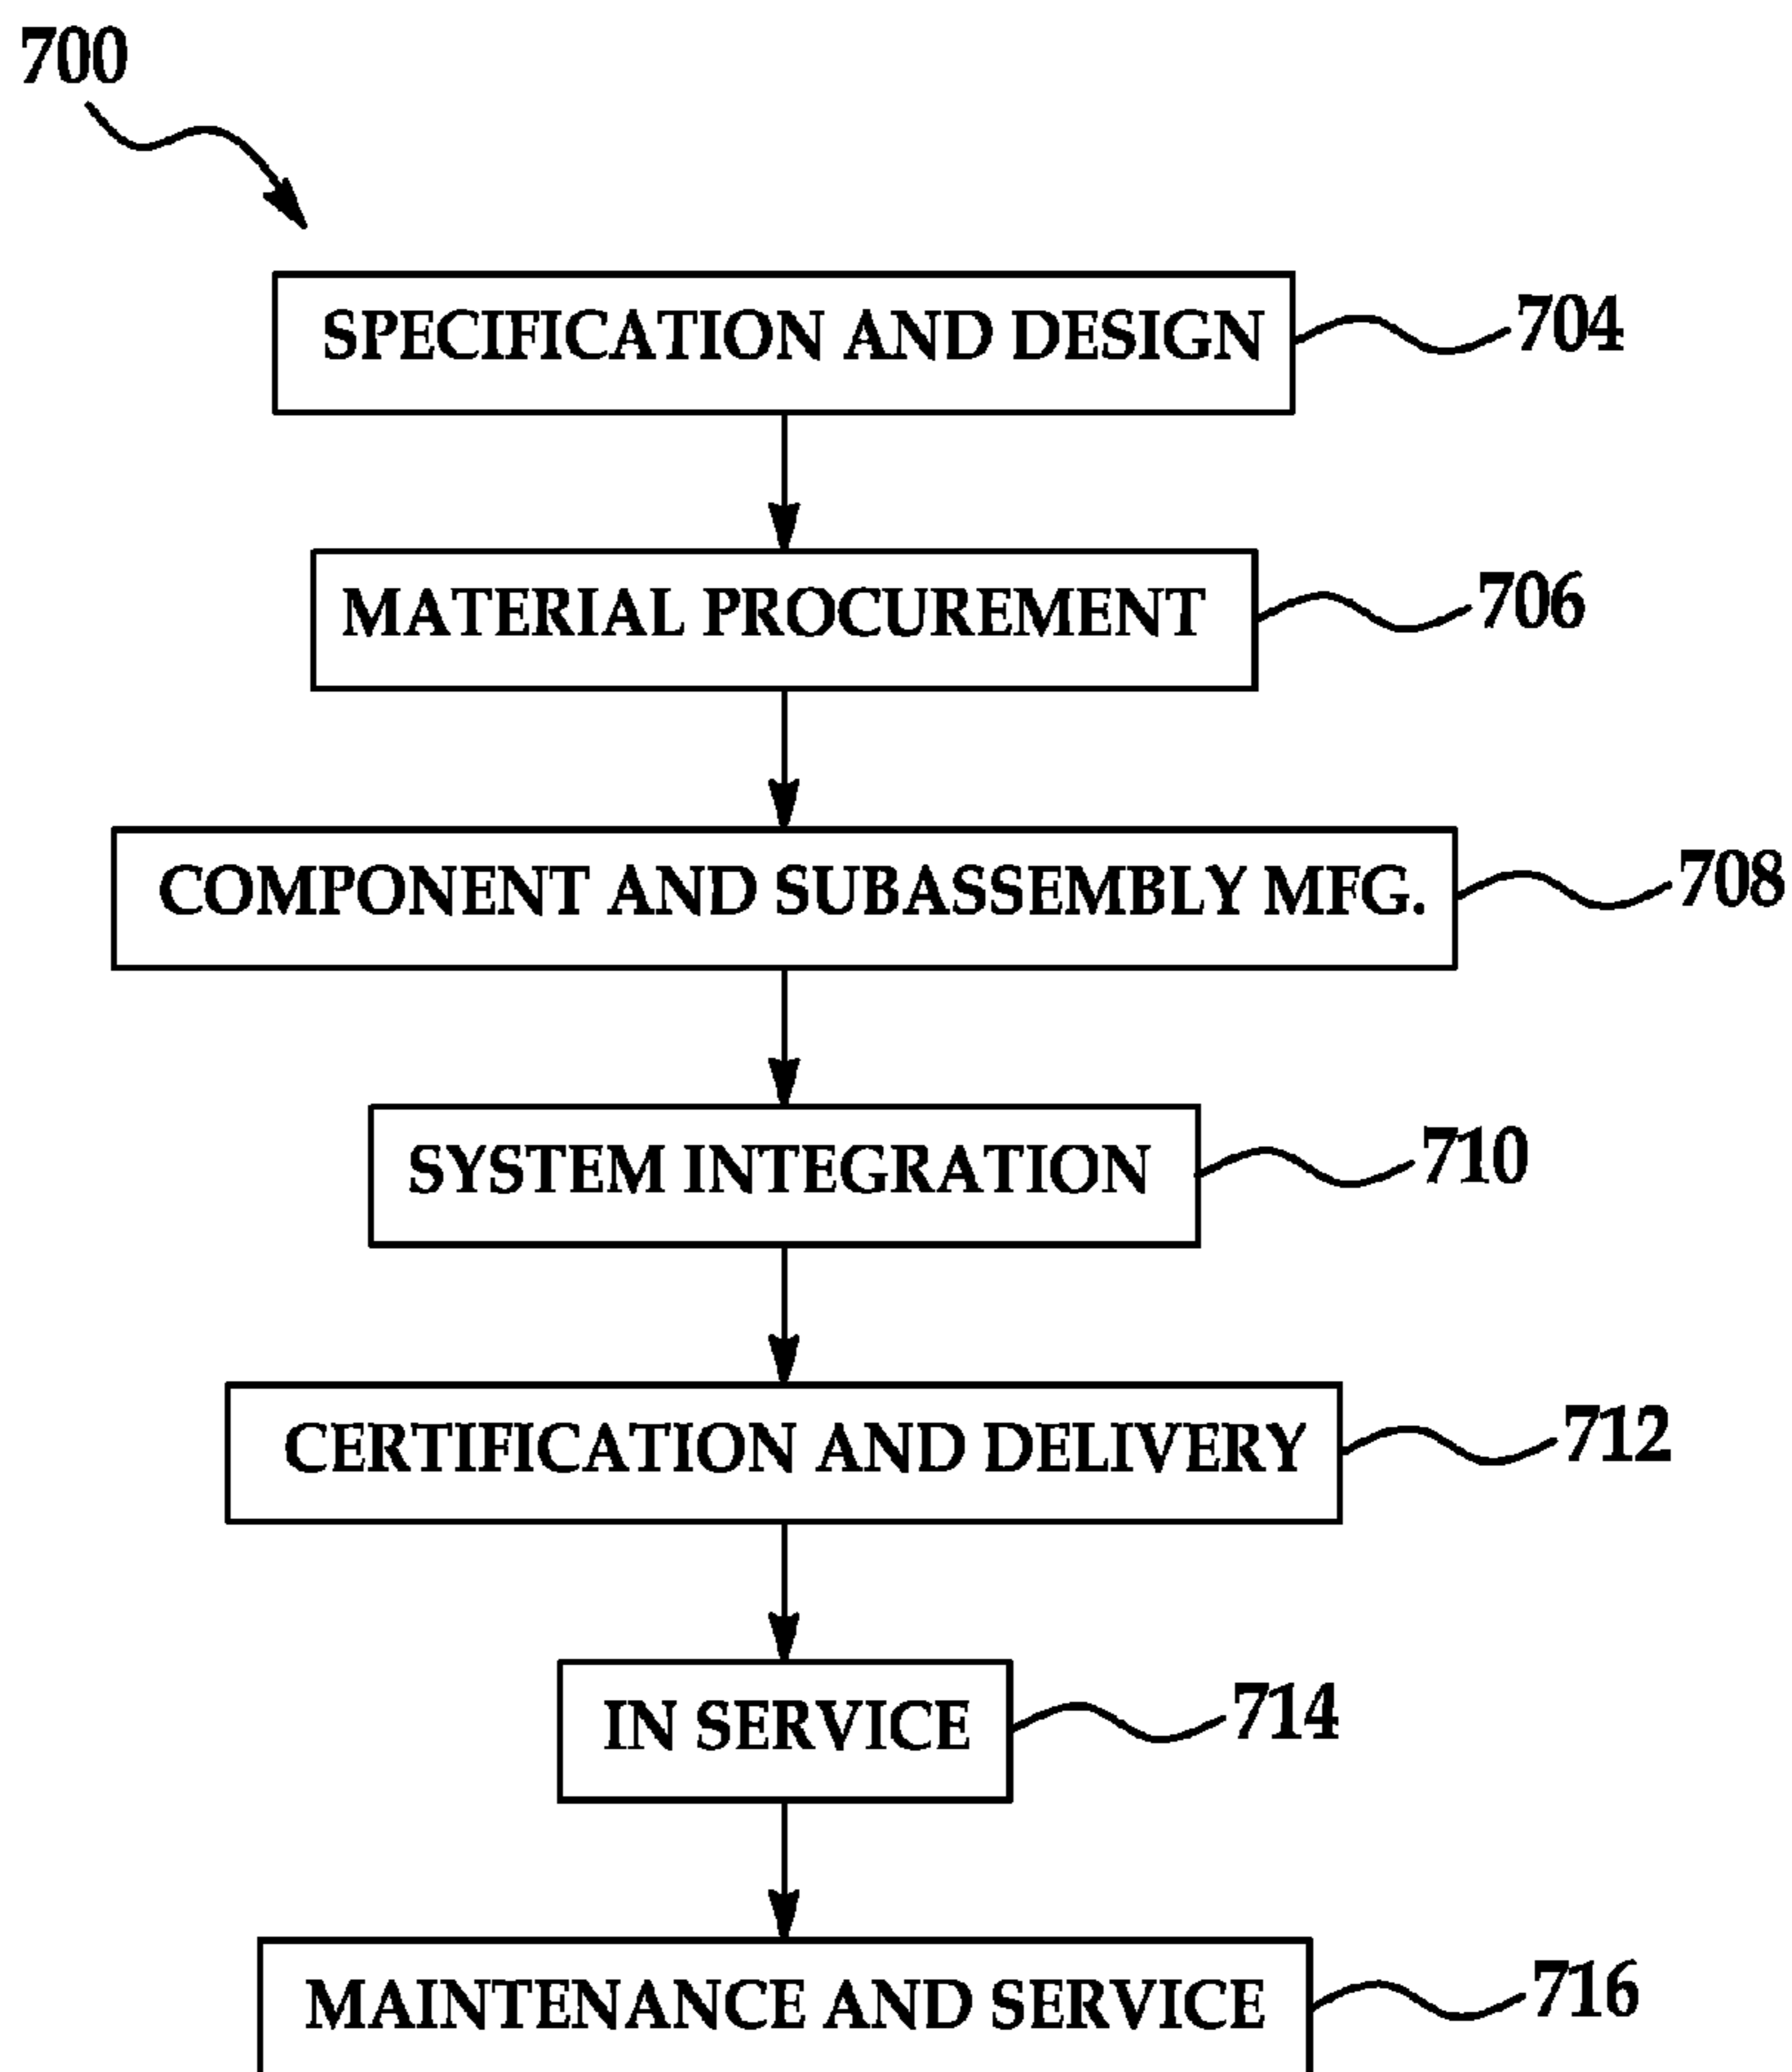 700
SPECIFICATION AND DESIGN 704
MATERIAL PROCUREMENT 706
COMPONENT AND SUBASSEMBLY MFG. 708
SYSTEM INTEGRATION 710
CERTIFICATION AND DELIVERY 712
IN SERVICE 714
MAINTENANCE AND SERVICE 716